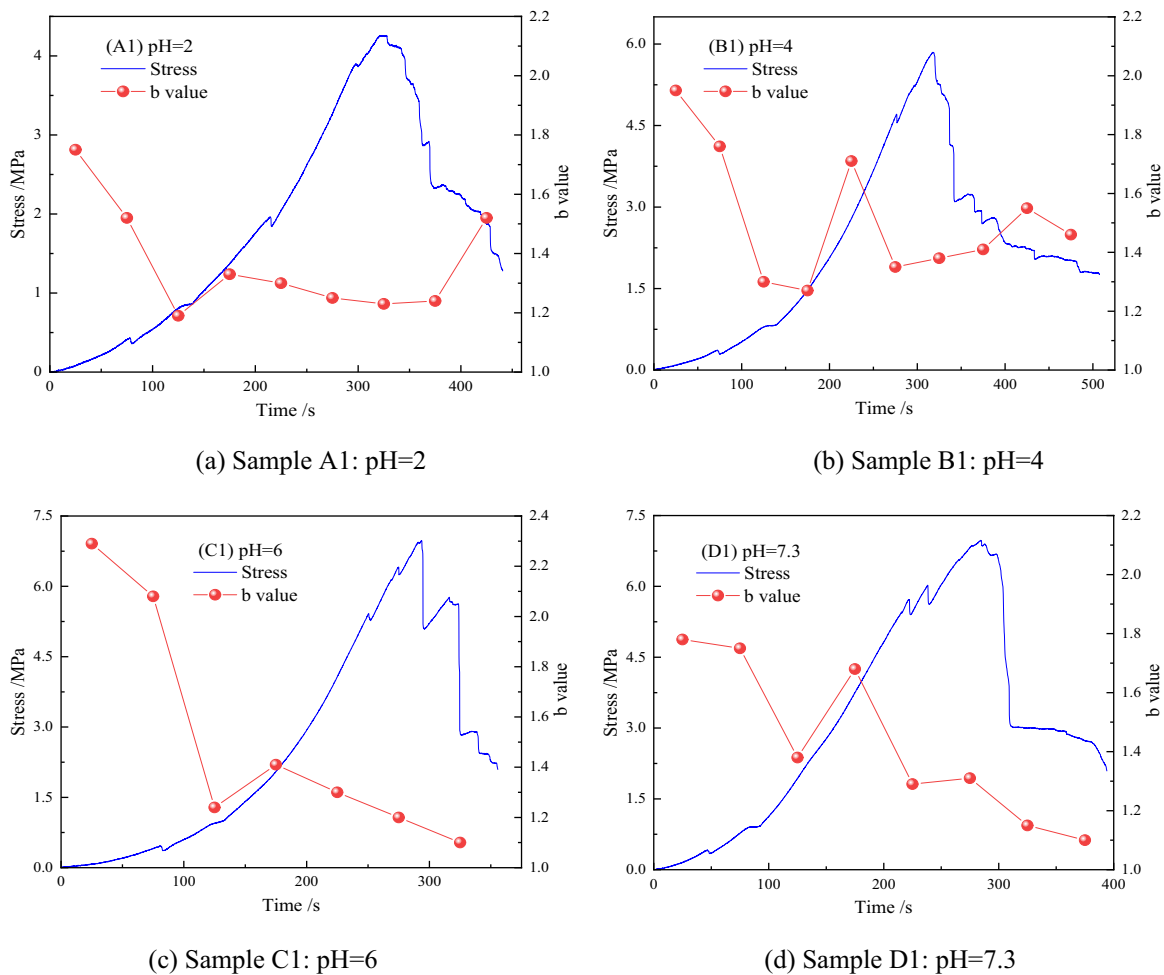 (A1) pH=2
Stress
b value
Stress /MPa
4
3
2
1
0
2.2
2.0
1.8
1.6
1.4
1.2
1.0
b value
0
100
200
300
400
Time /s
(a) Sample A1: pH=2
(B1) pH=4
Stress
b value
Stress /MPa
6.0
4.5
3.0
1.5
0.0
2.2
2.0
1.8
1.6
1.4
1.2
1.0
b value
0
100
200
300
400
500
Time /s
(b) Sample B1: pH=4
(C1) pH=6
Stress
b value
Stress /MPa
7.5
6.0
4.5
3.0
1.5
0.0
2.4
2.2
2.0
1.8
1.6
1.4
1.2
1.0
b value
0
100
200
300
Time /s
(c) Sample C1: pH=6
(D1) pH=7.3
Stress
b value
Stress /MPa
7.5
6.0
4.5
3.0
1.5
0.0
2.2
2.0
1.8
1.6
1.4
1.2
1.0
b value
0
100
200
300
400
Time /s
(d) Sample D1: pH=7.3